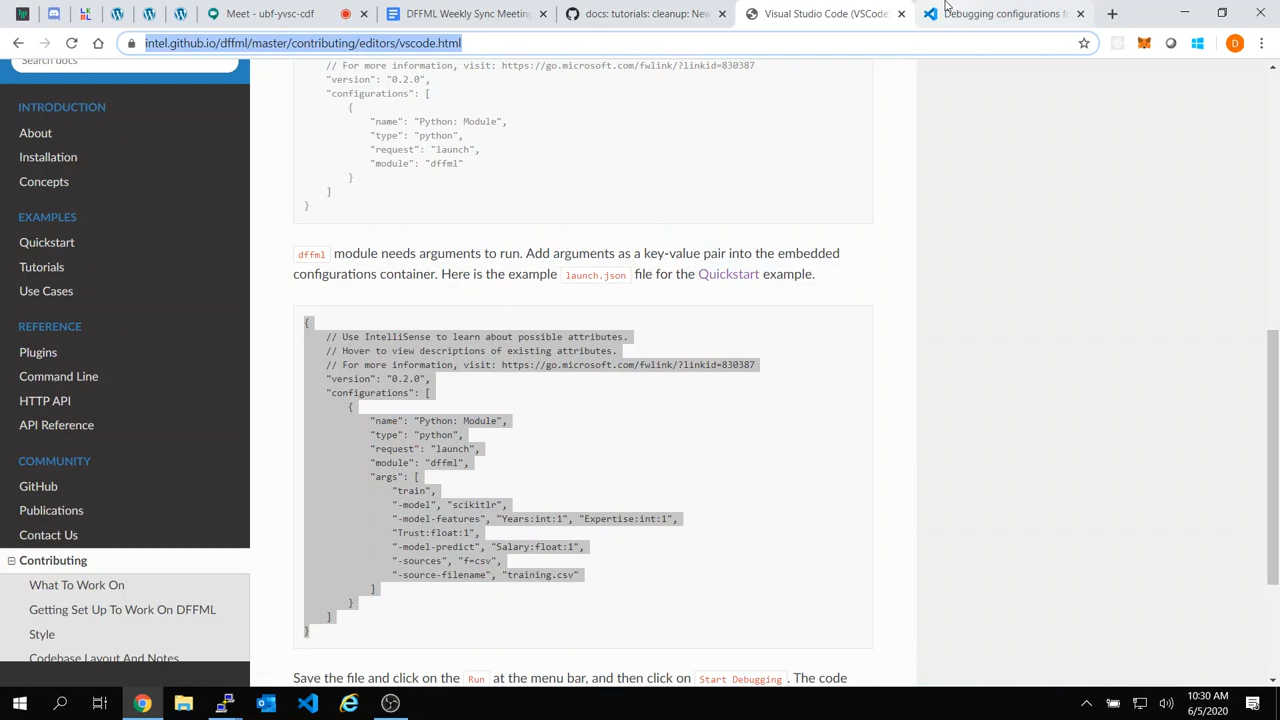 Meet - ubf-yvsc-cdf
DFFML Weekly Sync Meeting
docs: tutorials: cleanup: New
Visual Studio Code (VSCode
Debugging configurations fo
intel.github.io/dffml/master/contributing/editors/vscode.html
D
Search docs
INTRODUCTION
About
Installation
Concepts
EXAMPLES
Quickstart
Tutorials
Use Cases
REFERENCE
Plugins
Command Line
HTTP API
API Reference
COMMUNITY
GitHub
Publications
Contact Us
Contributing
What To Work On
Getting Set Up To Work On DFFML
Style
Codebase Layout And Notes
// For more information, visit: https://go.microsoft.com/fwlink/?linkid=830387
"version": "0.2.0",
"configurations": [
{
"name": "Python: Module",
"type": "python",
"request": "launch",
"module": "dffml"
}
]
}
dffml module needs arguments to run. Add arguments as a key-value pair into the embedded
configurations container. Here is the example launch.json file for the Quickstart example.
{
// Use IntelliSense to learn about possible attributes.
// Hover to view descriptions of existing attributes.
// For more information, visit: https://go.microsoft.com/fwlink/?linkid=830387
"version": "0.2.0",
"configurations": [
{
"name": "Python: Module",
"type": "python",
"request": "launch",
"module": "dffml",
"args": [
"train",
"-model", "scikitlr",
"-model-features", "Years:int:1", "Expertise:int:1",
"Trust:float:1",
"-model-predict", "Salary:float:1",
"-sources", "f=csv",
"-source-filename", "training.csv"
]
}
]
}
Save the file and click on the Run at the menu bar, and then click on Start Debugging. The code
10:30 AM
6/5/2020